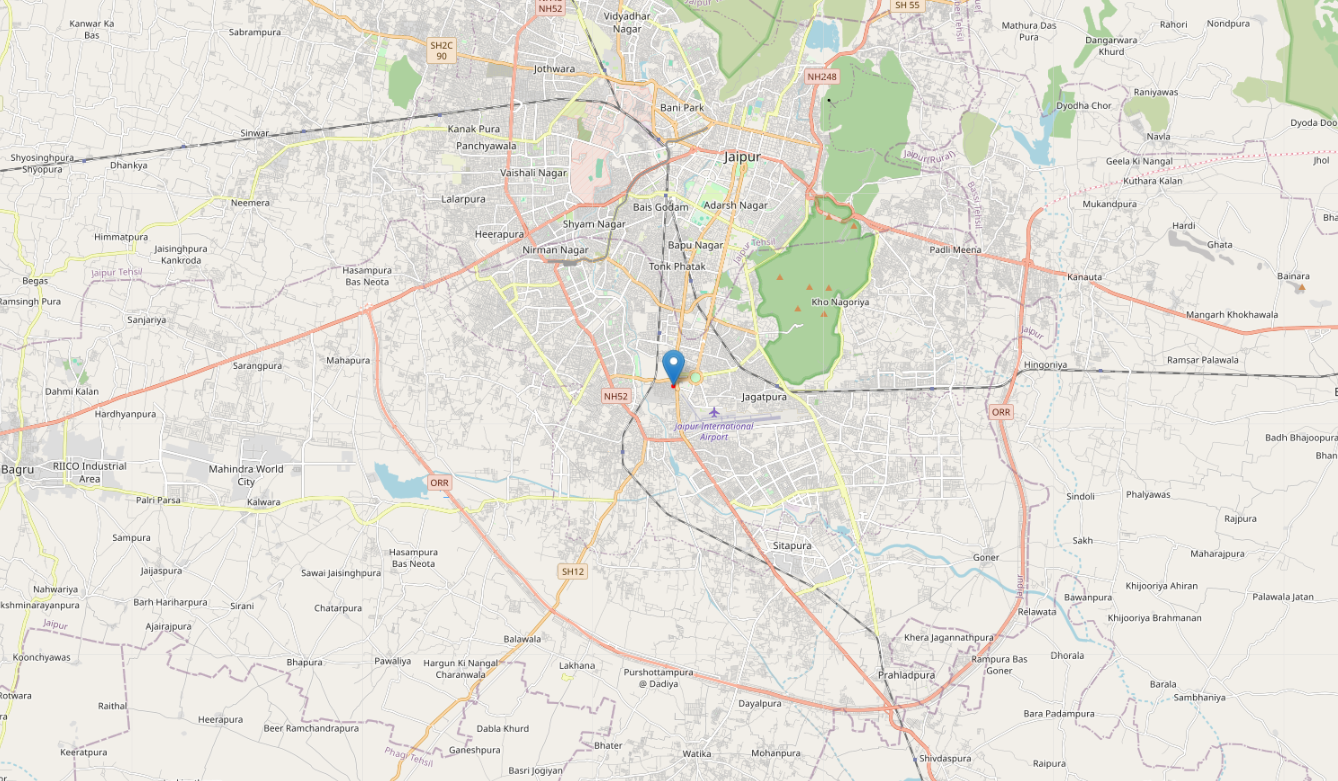 Kanwar Ka
Bas
Sabrampura
NH52
Vidyadhar
Nagar
Jaipur
SH 55
Mathura Das
Pura
Rahori
Nondpura
Dangarwara
Khurd
SH2C
90
Jothwara
NH248
Raniyawas
Bani Park
Dyodha Chor
Dyoda Doo
Sinwar
Kanak Pura
Panchyawala
Navla
Shyosinghpura
Shyopura
Dhankya
Jaipur
Jaipur(Rural)
Geela Ki Nangal
Jhol
Vaishali Nagar
Kuthara Kalan
Neemera
Lalarpura
Bais Godam
Adarsh Nagar
Bassi Tehsil
Mukandpura
Shyam Nagar
Hardi
Himmatpura
Heerapura
Ghata
Jaisinghpura
Kankroda
Nirman Nagar
Bapu Nagar
Jaipur Tehsil
Padli Meena
Jaipur Tehsil
Hasampura
Bas Neota
Tonk Phatak
Kanauta
Bainara
Begas
Ramsingh Pura
Kho Nagoriya
Sanjariya
Mangarh Khokhawala
Jaipur
Sarangpura
Mahapura
Hingoniya
Ramsar Palawala
Dahmi Kalan
NH52
Jagatpura
Hardhyanpura
ORR
Jaipur International
Airport
Badh Bhajoopura
Bagru
RIICO Industrial
Area
Mahindra World
City
ORR
Palri Parsa
Kalwara
Sindoli
Phalyawas
Rajpura
Sampura
Sitapura
Sakh
Hasampura
Bas Neota
Goner
Maharajpura
Jaijaspura
Sawai Jaisinghpura
SH12
Nahwariya
Khijooriya Ahiran
Barh Hariharpura
Sirani
Chatarpura
Bawanpura
Palawala Jatan
Relawata
Khijooriya Brahmanan
Jaipur
Ajairajpura
Balawala
Khera Jagannathpura
Koonchyawas
Bhapura
Pawaliya
Hargun Ki Nangal
Charanwala
Lakhana
Purshottampura
@ Dadiya
Rampura Bas
Goner
Dhorala
Prahladpura
Barala
Sambhaniya
Raithal
Dayalpura
Bara Padampura
Heerapura
Beer Ramchandrapura
Dabla Khurd
Keeratpura
Phagi Tehsil
Ganeshpura
Bhater
Watika
Mohanpura
Shivdaspura
Basri Jogiyan